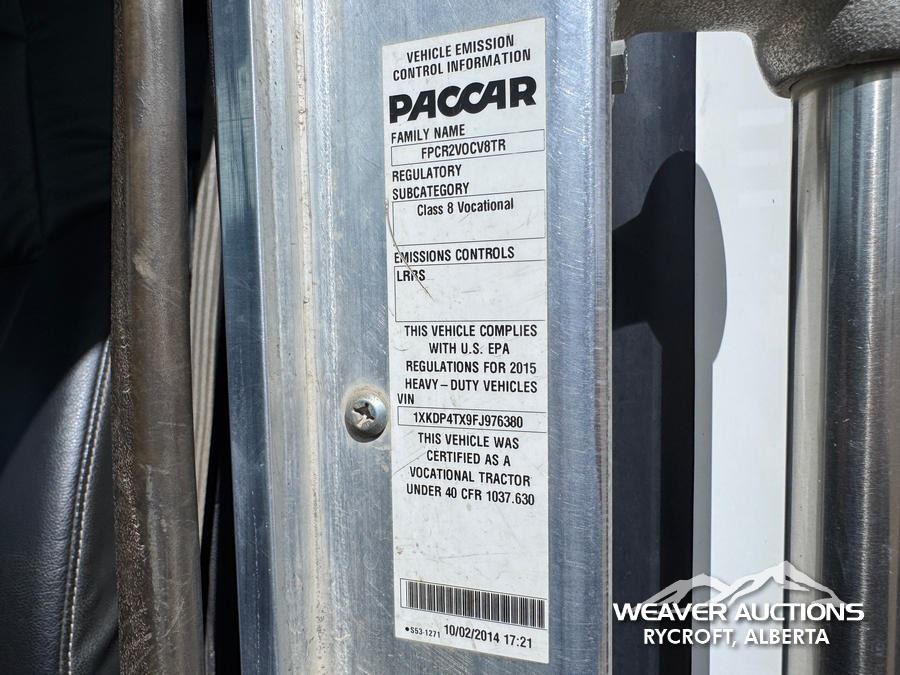 VEHICLE EMISSION
CONTROL INFORMATION
PACCAR
FAMILY NAME
FPCR2VOCV8TR
REGULATORY
SUBCATEGORY
Class 8 Vocational
EMISSIONS CONTROLS
LRRS
THIS VEHICLE COMPLIES
WITH U.S. EPA
REGULATIONS FOR 2015
HEAVY-DUTY VEHICLES
VIN
1XKDP4TX9FJ976380
THIS VEHICLE WAS
CERTIFIED AS A
VOCATIONAL TRACTOR
UNDER 40 CFR 1037.630
•S53-1271 10/02/2014 17:21
WEAVER AUCTIONS
RYCROFT, ALBERTA